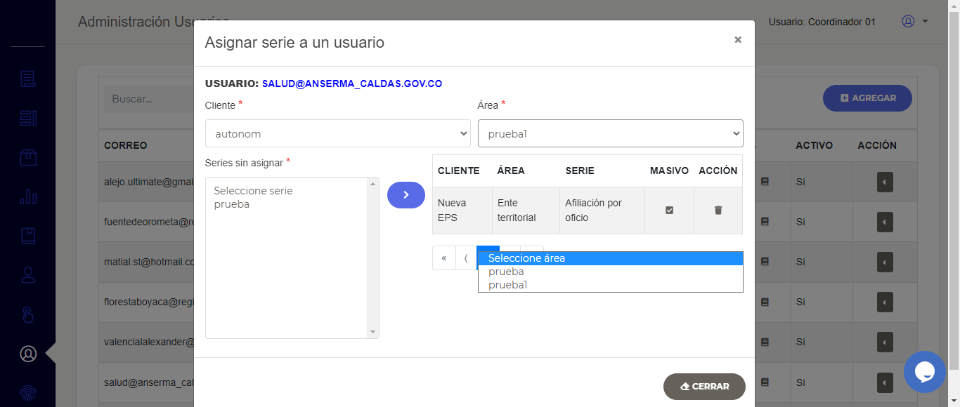 Administración Usuarios
Usuario: Coordinador 01
Asignar serie a un usuario
×
USUARIO: SALUD@ANSERMA_CALDAS.GOV.CO
Cliente *
Área *
autonom
prueba1
Buscar...
AGREGAR
Series sin asignar *
Seleccione serie
prueba
CLIENTE ÁREA SERIE MASIVO ACCIÓN
Nueva EPS
Ente territorial
Afiliación por oficio
«
Seleccione área
prueba
prueba1
CORREO
ACTIVO
ACCIÓN
alejo.ultimate@gmai
Si
fuentedeorometa@r
Si
matial.st@hotmail.co
Si
florestaboyaca@regi
Si
valencialalexander@
Si
salud@anserma_cal
Si
CERRAR